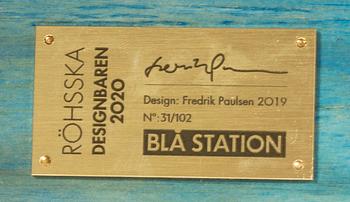 RÖHSSKA
DESIGNBAREN
2020
Design: Fredrik Paulsen 2019
Nº: 31/102
BLÅ STATION